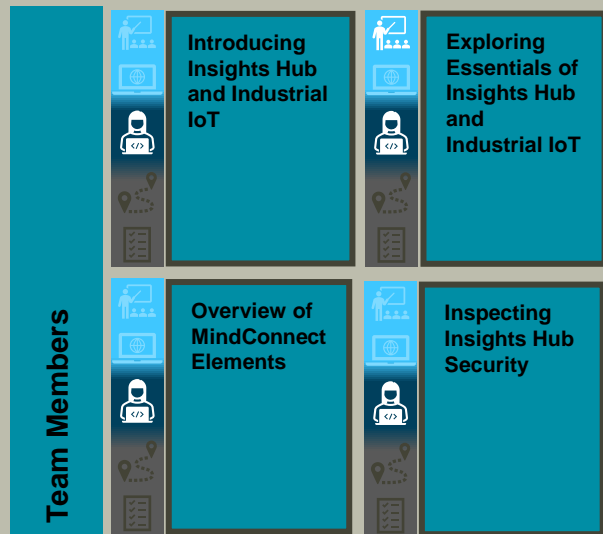 Team Members
Introducing
Insights Hub
and Industrial
IoT
Exploring
Essentials of
Insights Hub
and
Industrial IoT
Overview of
MindConnect
Elements
Inspecting
Insights Hub
Security